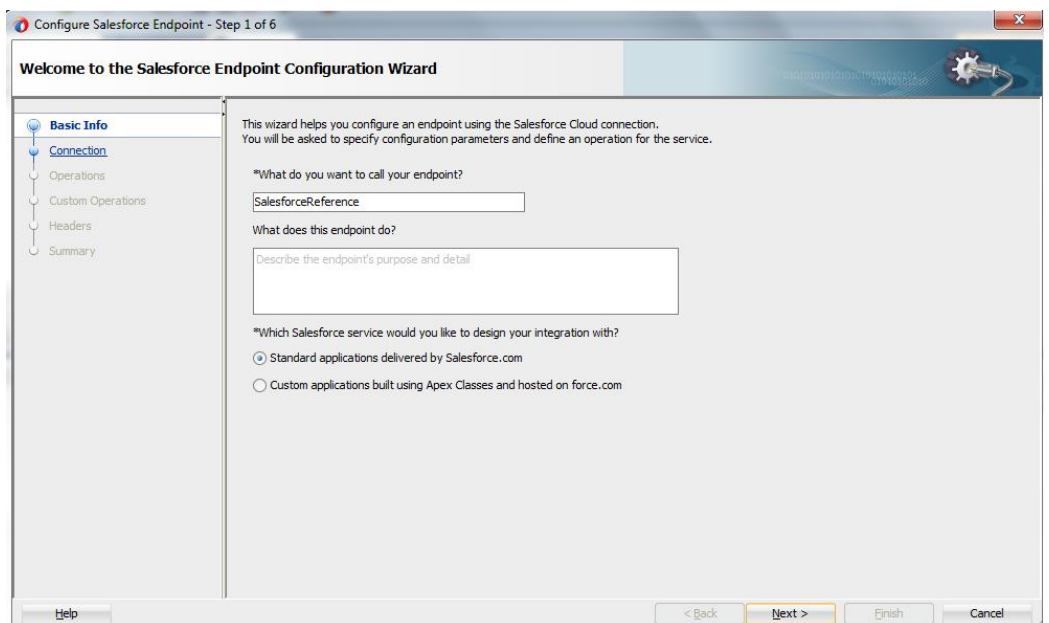 Configure Salesforce Endpoint - Step 1 of 6
Welcome to the Salesforce Endpoint Configuration Wizard
Basic Info
Connection
Operations
Custom Operations
Headers
Summary
This wizard helps you configure an endpoint using the Salesforce Cloud connection.
You will be asked to specify configuration parameters and define an operation for the service.
*What do you want to call your endpoint?
SalesforceReference
What does this endpoint do?
Describe the endpoint's purpose and detail
*Which Salesforce service would you like to design your integration with?
Standard applications delivered by Salesforce.com
Custom applications built using Apex Classes and hosted on force.com
Help
< Back
Next >
Finish
Cancel